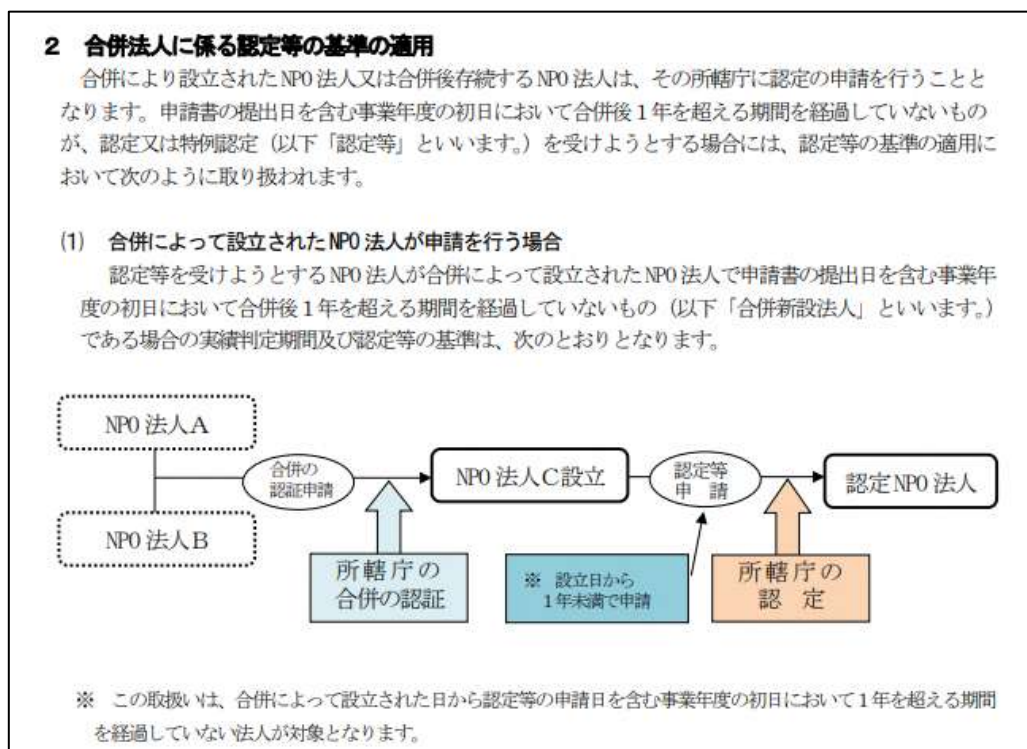 2 合併法人に係る認定等の基準の適用
合併により設立されたNPO法人又は合併後存続するNPO法人は、その所轄庁に認定の申請を行うことと
なります。申請書の提出日を含む事業年度の初日において合併後1年を超える期間を経過していないもの
が、認定又は特例認定（以下「認定等」といいます。）を受けようとする場合には、認定等の基準の適用に
おいて次のように取り扱われます。
⑴ 合併によって設立されたNPO法人が申請を行う場合
認定等を受けようとするNPO法人が合併によって設立されたNPO法人で申請書の提出日を含む事業年
度の初日において合併後1年を超える期間を経過していないもの（以下「合併新設法人」といいます。）
である場合の実績判定期間及び認定等の基準は、次のとおりとなります。
NPO法人A
合併の
認証申請
NPO法人C設立
認定等
申 請
認定NPO法人
NPO法人B
所轄庁の
合併の認証
※ 設立日から
1年未満で申請
所轄庁の
認 定
※ この取扱いは、合併によって設立された日から認定等の申請日を含む事業年度の初日において1年を超える期間
を経過していない法人が対象となります。